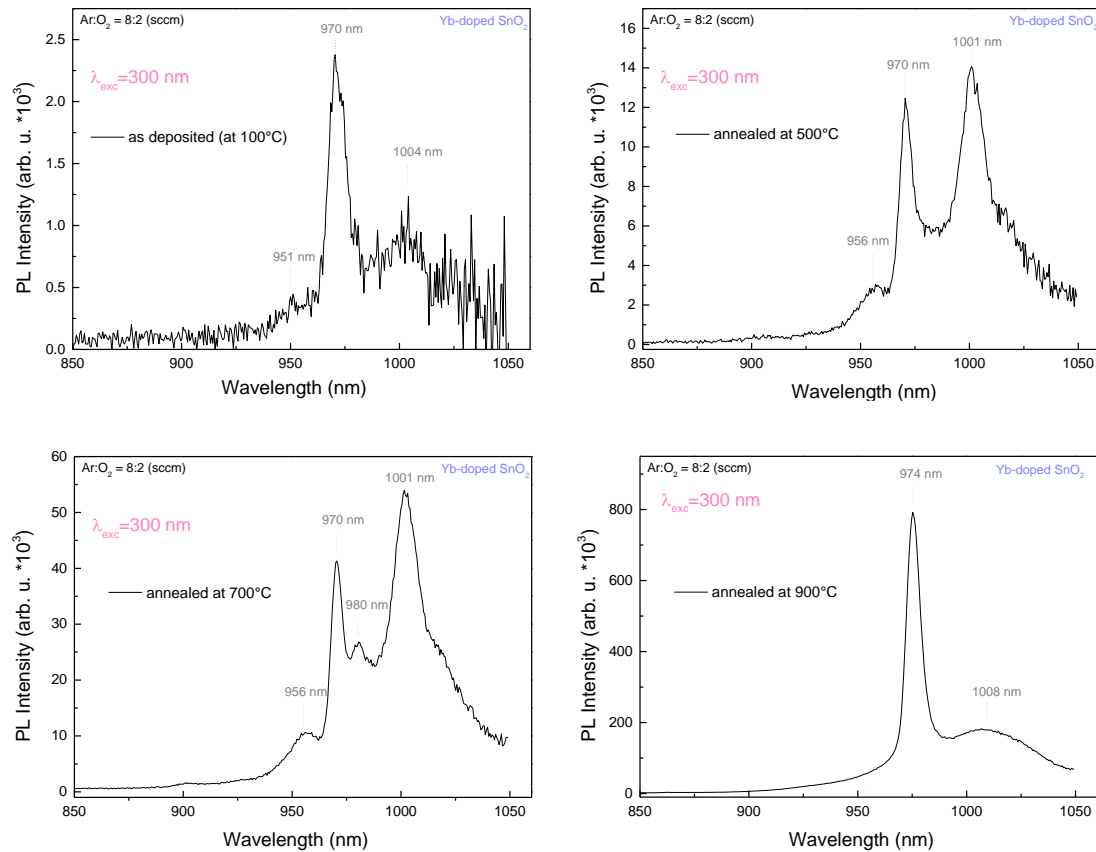 Ar:O₂ = 8:2 (sccm)
Yb-doped SnO₂
970 nm
λexc=300 nm
as deposited (at 100°C)
1004 nm
951 nm
PL Intensity (arb. u. *10³)
2.5
2.0
1.5
1.0
0.5
0.0
850 900 950 1000 1050
Wavelength (nm)
Ar:O₂ = 8:2 (sccm)
Yb-doped SnO₂
1001 nm
970 nm
λexc=300 nm
annealed at 500°C
956 nm
PL Intensity (arb. u. *10³)
16
14
12
10
8
6
4
2
0
850 900 950 1000 1050
Wavelength (nm)
Ar:O₂ = 8:2 (sccm)
Yb-doped SnO₂
1001 nm
970 nm
λexc=300 nm
annealed at 700°C
980 nm
956 nm
PL Intensity (arb. u. *10³)
60
50
40
30
20
10
0
850 900 950 1000 1050
Wavelength (nm)
Ar:O₂ = 8:2 (sccm)
974 nm
Yb-doped SnO₂
λexc=300 nm
annealed at 900°C
1008 nm
PL Intensity (arb. u. *10³)
800
600
400
200
0
850 900 950 1000 1050
Wavelength (nm)